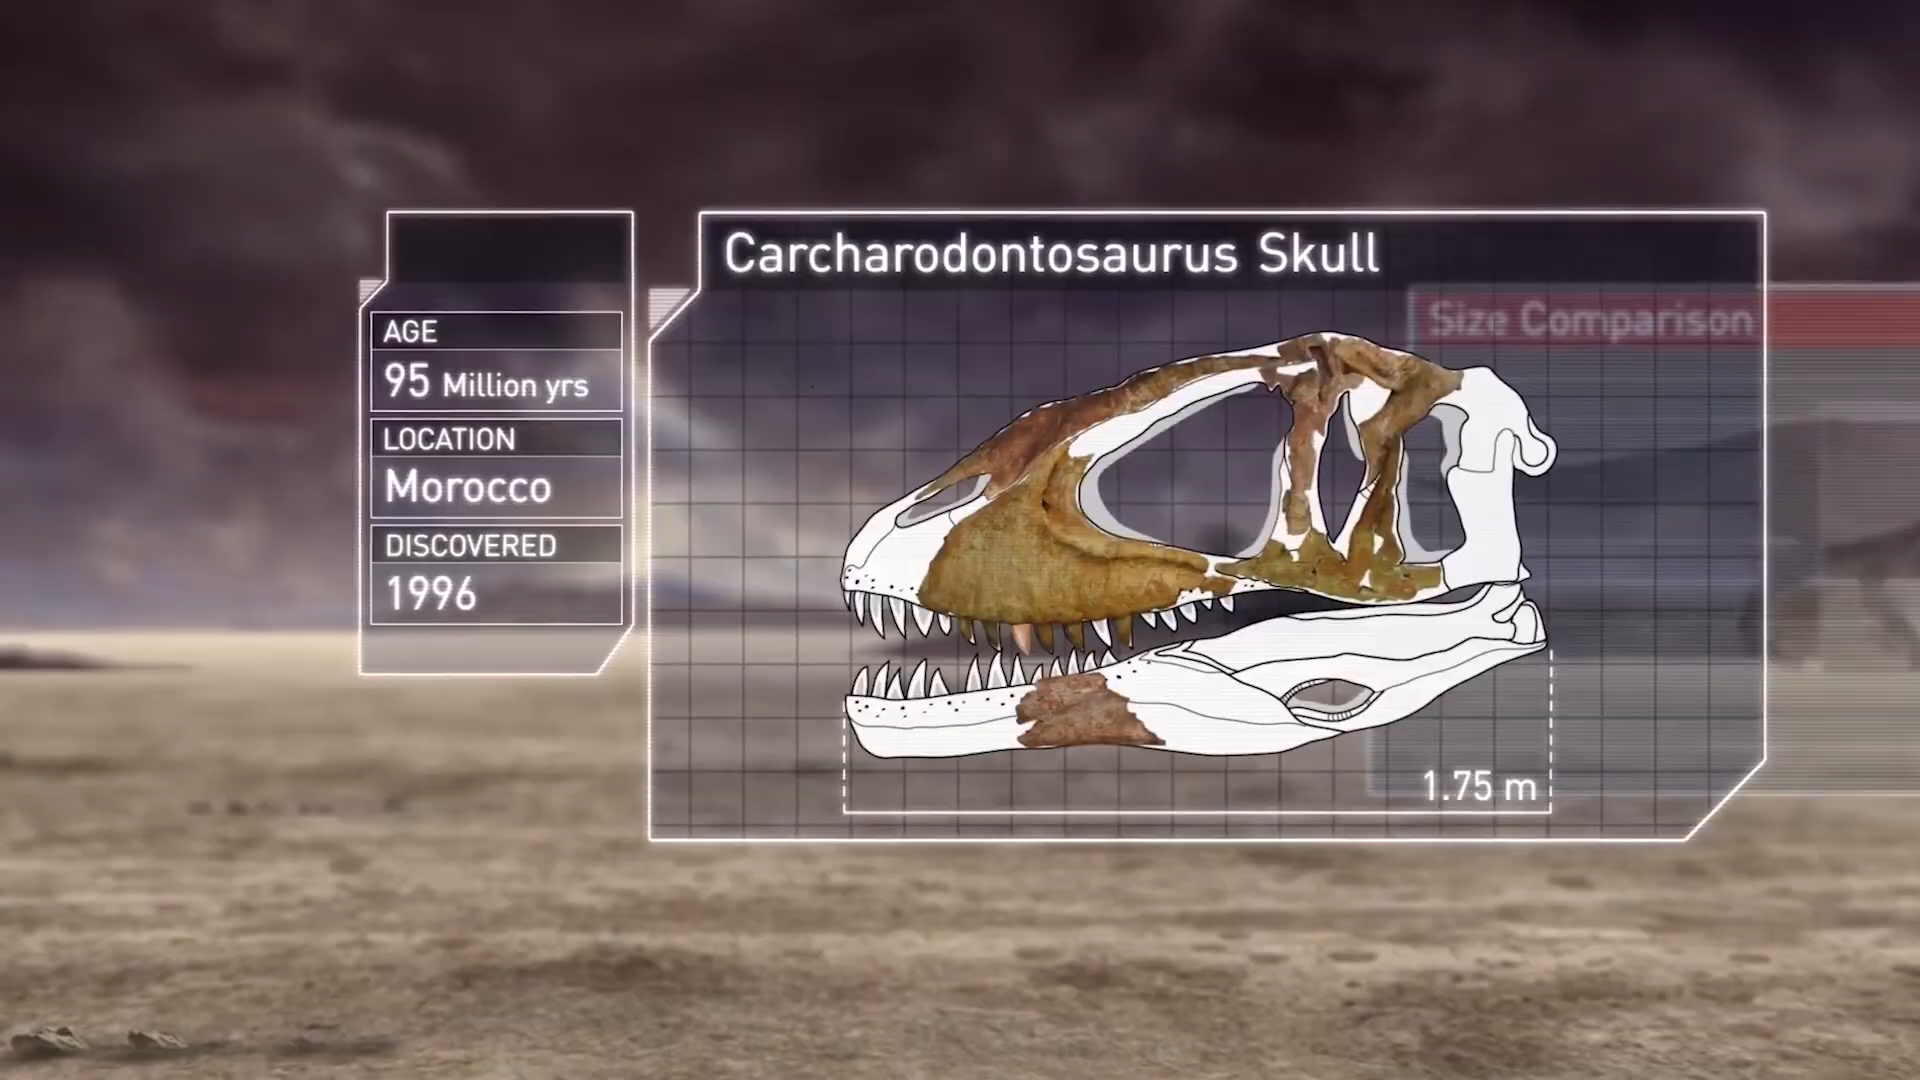 AGE
95 Million yrs
LOCATION
Morocco
DISCOVERED
1996
Carcharodontosaurus Skull
Size Comparison
1.75 m